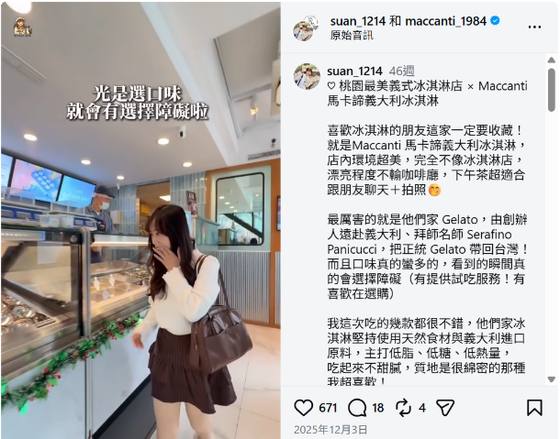 光是選口味
就會有選擇障礙啦
suan_1214 和 maccanti_1984
原始音訊
suan_1214 46週
♡ 桃園最美義式冰淇淋店 × Maccanti
馬卡諦義大利冰淇淋
喜歡冰淇淋的朋友這家一定要收藏！
就是Maccanti 馬卡諦義大利冰淇淋，
店內環境超美，完全不像冰淇淋店，
漂亮程度不輸咖啡廳，下午茶超適合
跟朋友聊天＋拍照🤭
最厲害的就是他們家 Gelato，由創辦
人遠赴義大利、拜師名師 Serafino
Panicucci，把正統 Gelato 帶回台灣！
而且口味真的蠻多的，看到的瞬間真
的會選擇障礙（有提供試吃服務！有
喜歡在選購）
我這次吃的幾款都很不錯，他們家冰
淇淋堅持使用天然食材與義大利進口
原料，主打低脂、低糖、低熱量，
吃起來不甜膩，質地是很綿密的那種
我超喜歡！
671 18 4
2025年12月3日